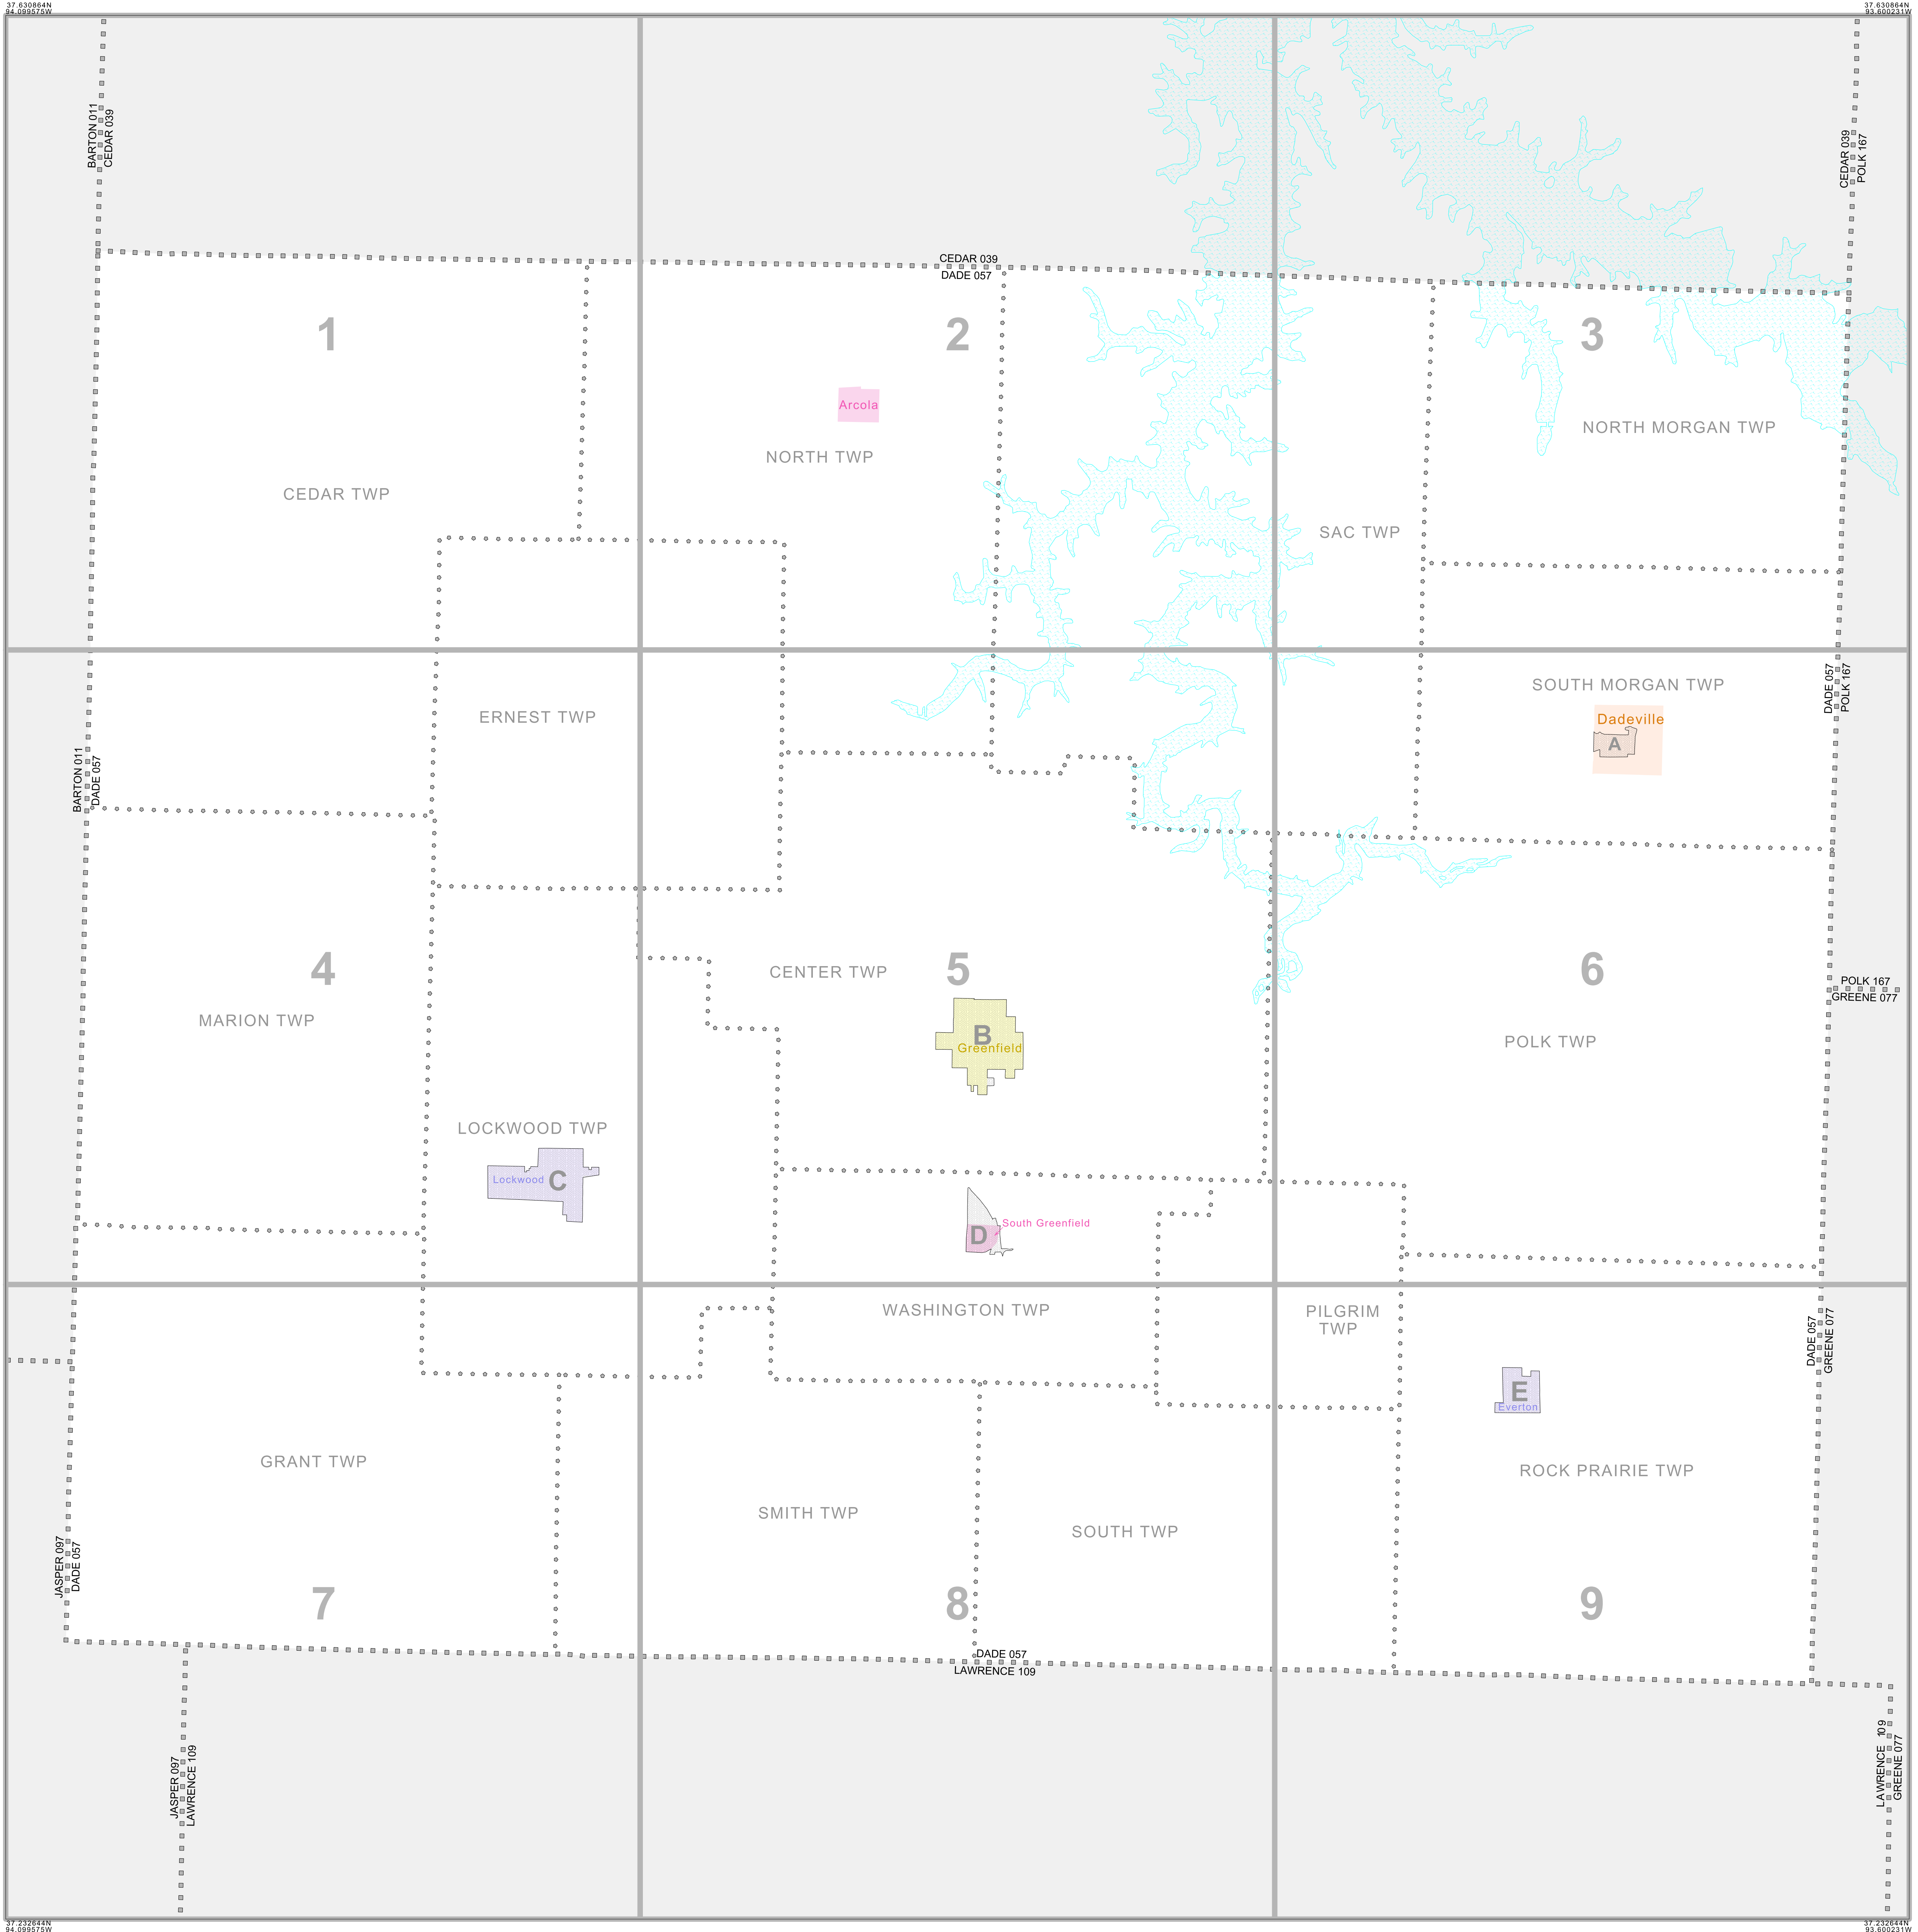 37.630864N
94.099575W
37.630864N
93.600231W
BARTON 011
CEDAR 039
CEDAR 039
POLK 167
CEDAR 039
DADE 057
1
2
3
Arcola
NORTH MORGAN TWP
NORTH TWP
CEDAR TWP
SAC TWP
DADE 057
POLK 167
SOUTH MORGAN TWP
ERNEST TWP
Dadeville
A
BARTON 011
DADE 057
4
5
6
CENTER TWP
POLK 167
GREENE 077
MARION TWP
B
Greenfield
POLK TWP
LOCKWOOD TWP
Lockwood
C
South Greenfield
D
WASHINGTON TWP
PILGRIM
TWP
DADE 057
GREENE 077
E
Everton
GRANT TWP
ROCK PRAIRIE TWP
SMITH TWP
SOUTH TWP
JASPER 097
DADE 057
7
8
9
DADE 057
LAWRENCE 109
JASPER 097
LAWRENCE 109
LAWRENCE 109
GREENE 077
37.232644N
94.099575W
37.232644N
93.600231W